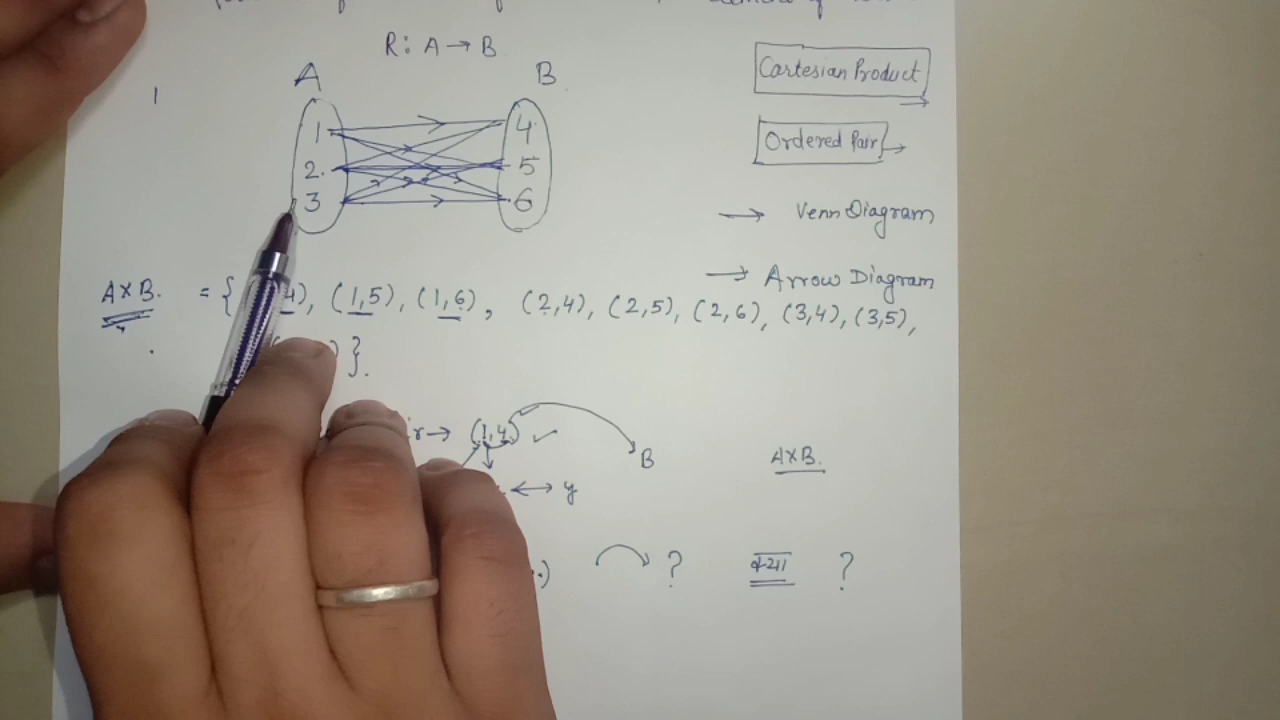 R: A → B
A
B
Cartesian Product
1
1
4
Ordered Pair →
2
5
3
6
→ Venn Diagram
→ Arrow Diagram
A×B = { 4), (1,5), (1,6), (2,4), (2,5), (2,6), (3,4), (3,5),
) }.
→ (1,4) ✓
B
A×B.
↔ y
?
क्या ?